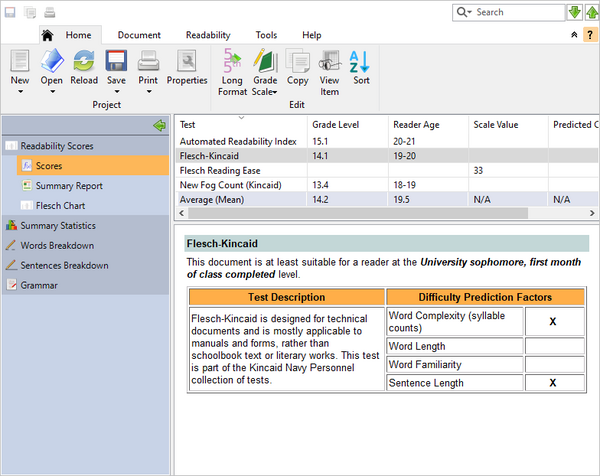 Search
Home Document Readability Tools Help
?
New Open Reload Save Print Properties
Project
5 5 Long Format Grade Scale Copy View Item A Z Sort
Edit
Readability Scores
Scores
Summary Report
Flesch Chart
Summary Statistics
Words Breakdown
Sentences Breakdown
Grammar
Test Grade Level Reader Age Scale Value Predicted C
Automated Readability Index 15.1 20-21
Flesch-Kincaid 14.1 19-20
Flesch Reading Ease 33
New Fog Count (Kincaid) 13.4 18-19
Average (Mean) 14.2 19.5 N/A N/A
Flesch-Kincaid
This document is at least suitable for a reader at the University sophomore, first month
of class completed level.
Test Description Difficulty Prediction Factors
Flesch-Kincaid is designed for technical
documents and is mostly applicable to
manuals and forms, rather than
schoolbook text or literary works. This test
is part of the Kincaid Navy Personnel
collection of tests.
Word Complexity (syllable
counts) X
Word Length
Word Familiarity
Sentence Length X